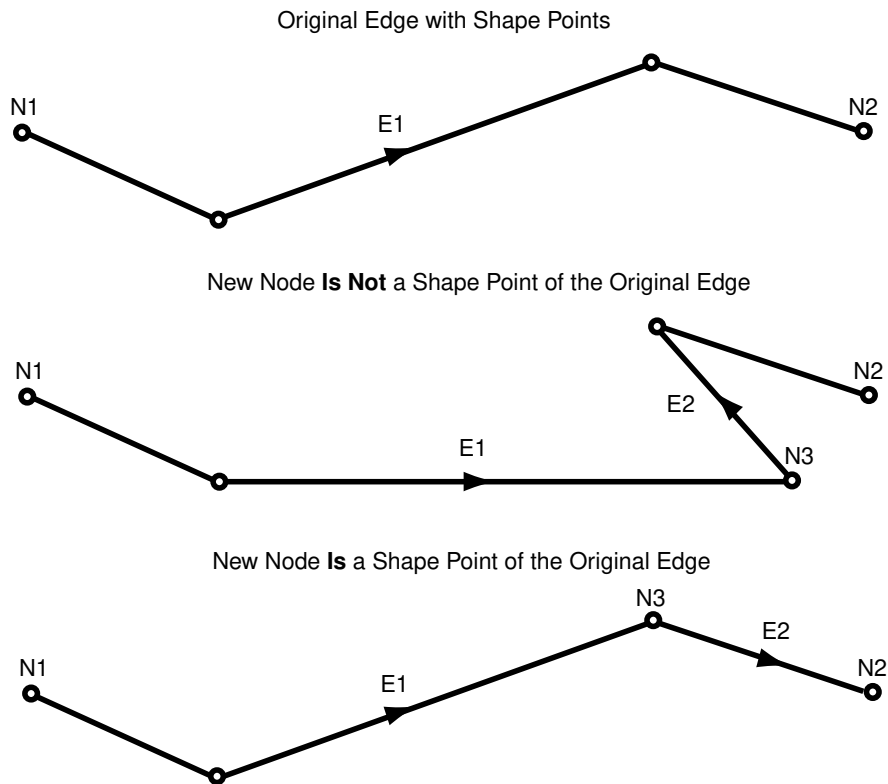 Original Edge with Shape Points
N1
E1
N2
New Node Is Not a Shape Point of the Original Edge
N1
N2
E2
E1
N3
New Node Is a Shape Point of the Original Edge
N3
E2
N1
N2
E1